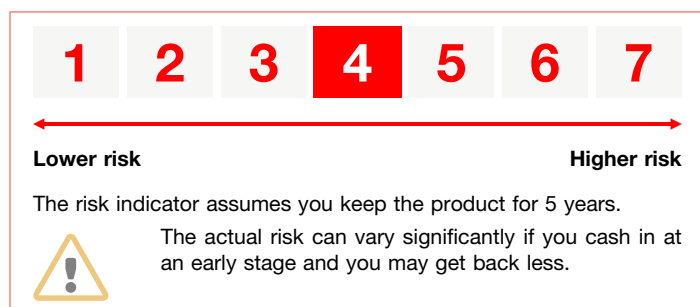 1 2 3 4 5 6 7
Lower risk Higher risk
The risk indicator assumes you keep the product for 5 years.
The actual risk can vary significantly if you cash in at
an early stage and you may get back less.